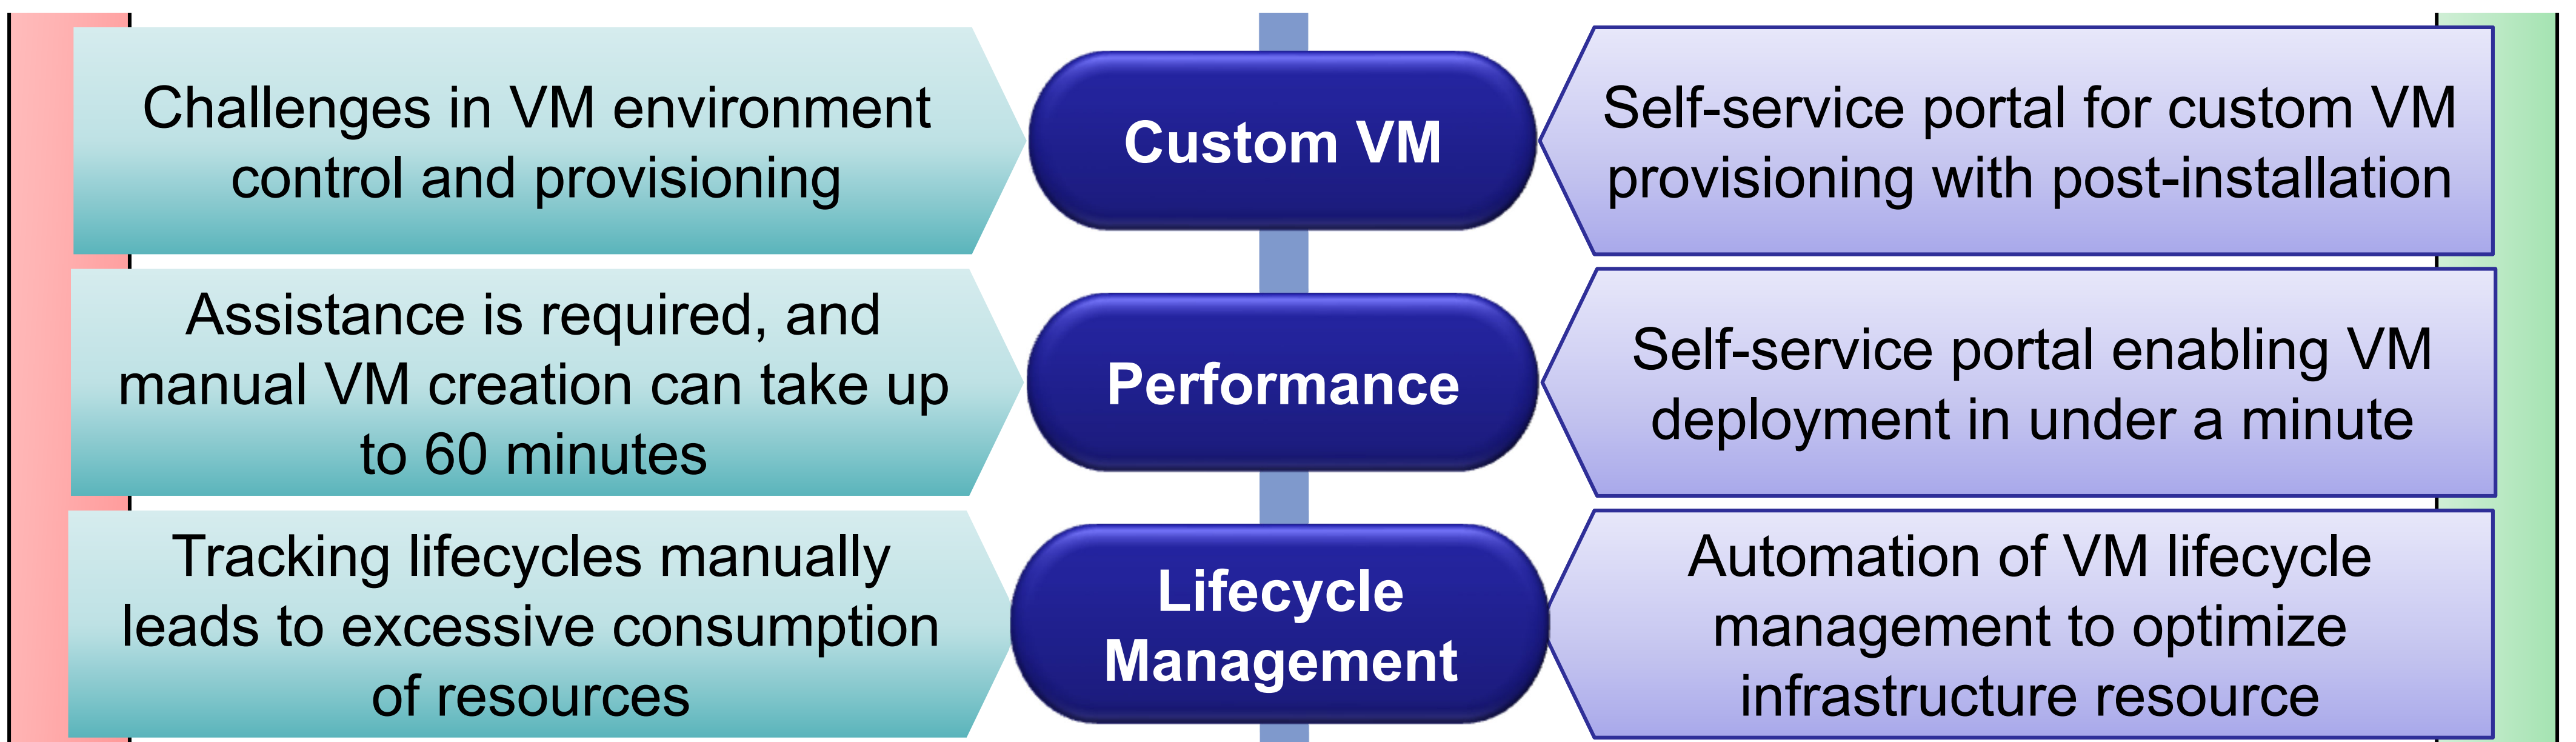 Challenges in VM environment
control and provisioning
Custom VM
Self-service portal for custom VM
provisioning with post-installation
Assistance is required, and
manual VM creation can take up
to 60 minutes
Performance
Self-service portal enabling VM
deployment in under a minute
Tracking lifecycles manually
leads to excessive consumption
of resources
Lifecycle
Management
Automation of VM lifecycle
management to optimize
infrastructure resource